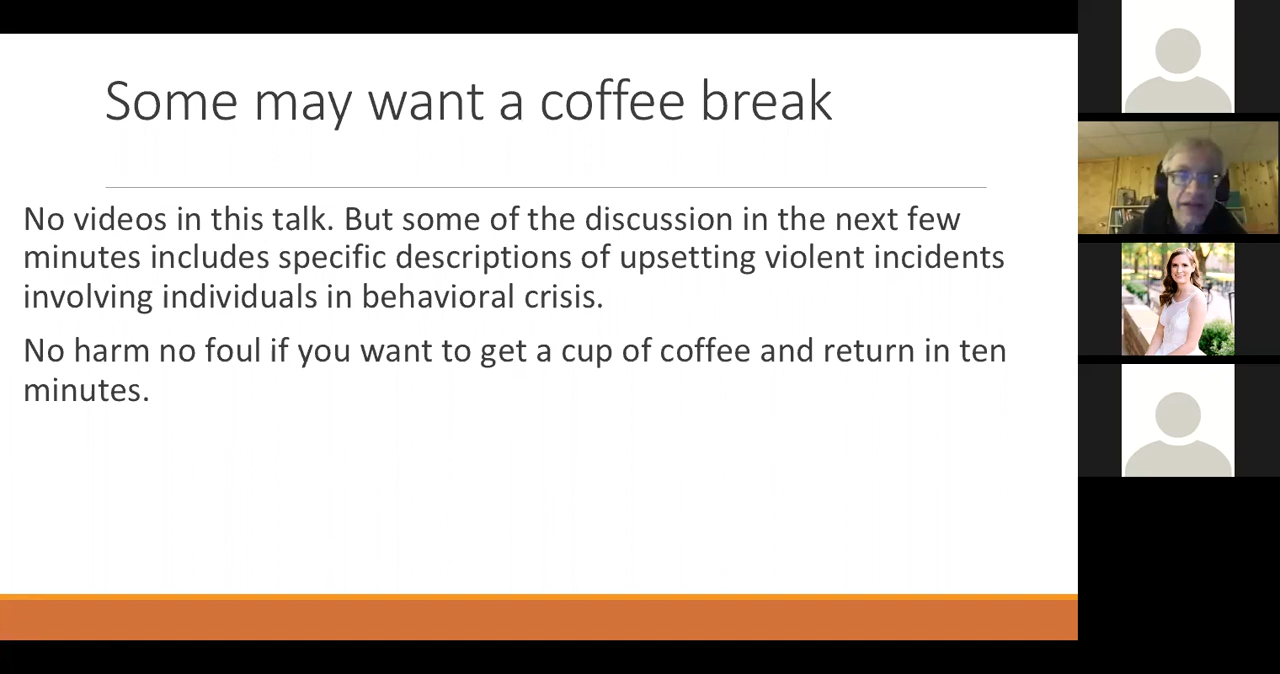 Some may want a coffee break
No videos in this talk. But some of the discussion in the next few
minutes includes specific descriptions of upsetting violent incidents
involving individuals in behavioral crisis.
No harm no foul if you want to get a cup of coffee and return in ten
minutes.